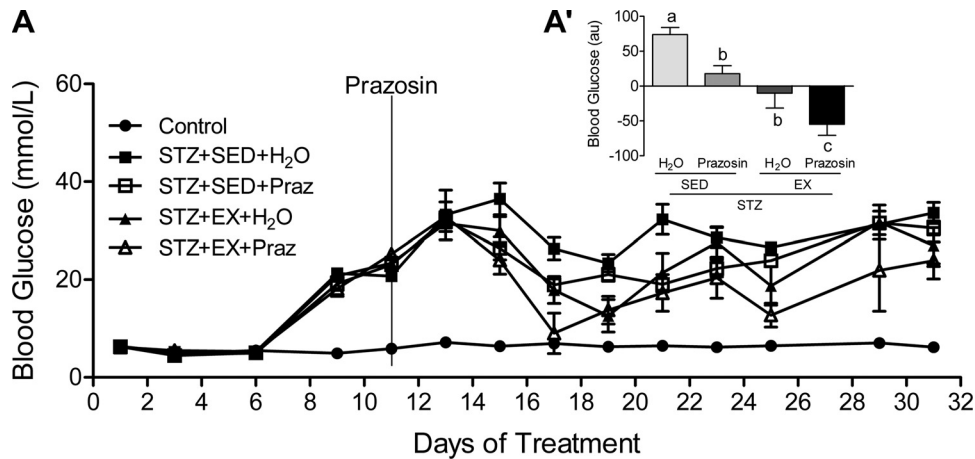 A
Blood Glucose (mmol/L)
60
40
20
0
Prazosin
Control
STZ+SED+H₂O
STZ+SED+Praz
STZ+EX+H₂O
STZ+EX+Praz
0 2 4 6 8 10 12 14 16 18 20 22 24 26 28 30 32
Days of Treatment
A'
Blood Glucose (au)
100
50
0
-50
-100
a
b
b
c
H₂O Prazosin H₂O Prazosin
SED EX
STZ